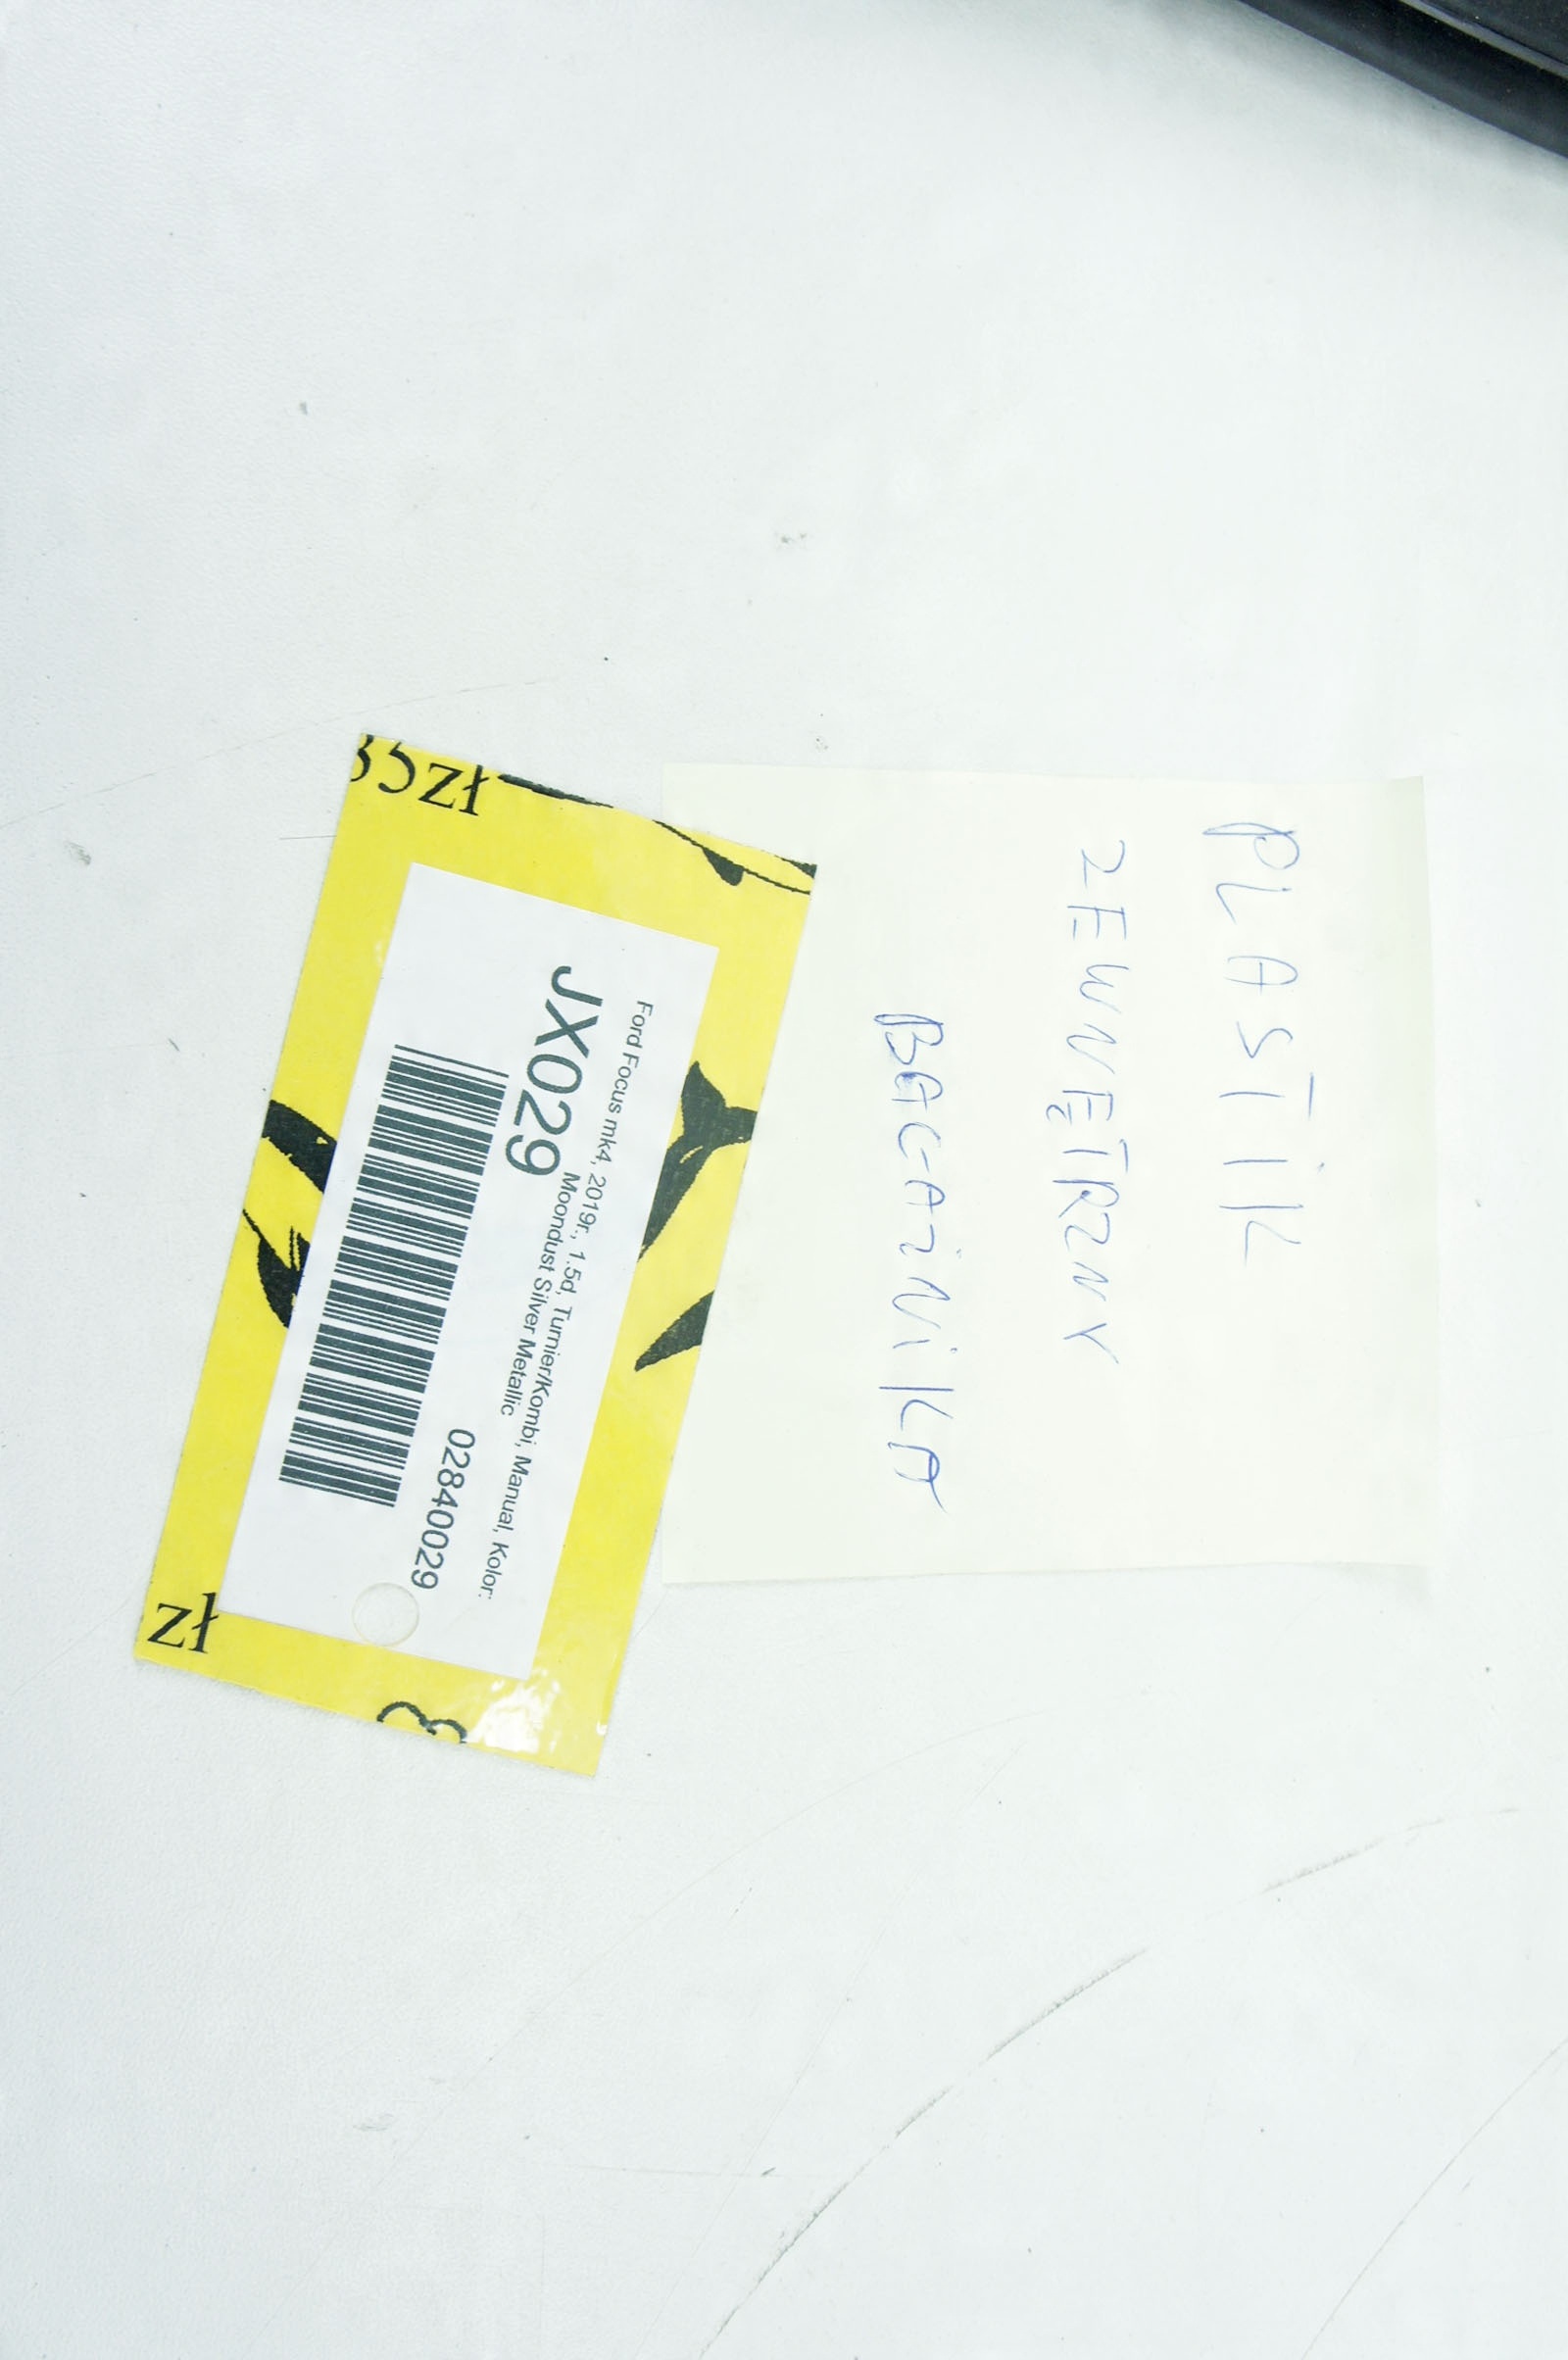 PLASTIK
ZEWNĘTRZNY
BAGAŻNIKA
Ford Focus mk4, 2019r., 1.5d, Turnier/Kombi, Manual, Kolor:
Moondust Silver Metallic
JX029
02840029
35zł
zł